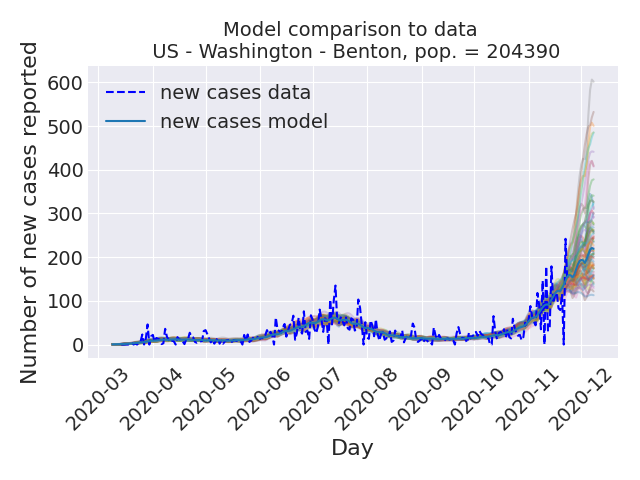 Model comparison to data
US - Washington - Benton, pop. = 204390
Number of new cases reported
600
500
400
300
200
100
0
new cases data
new cases model
2020-03
2020-04
2020-05
2020-06
2020-07
2020-08
2020-09
2020-10
2020-11
2020-12
Day